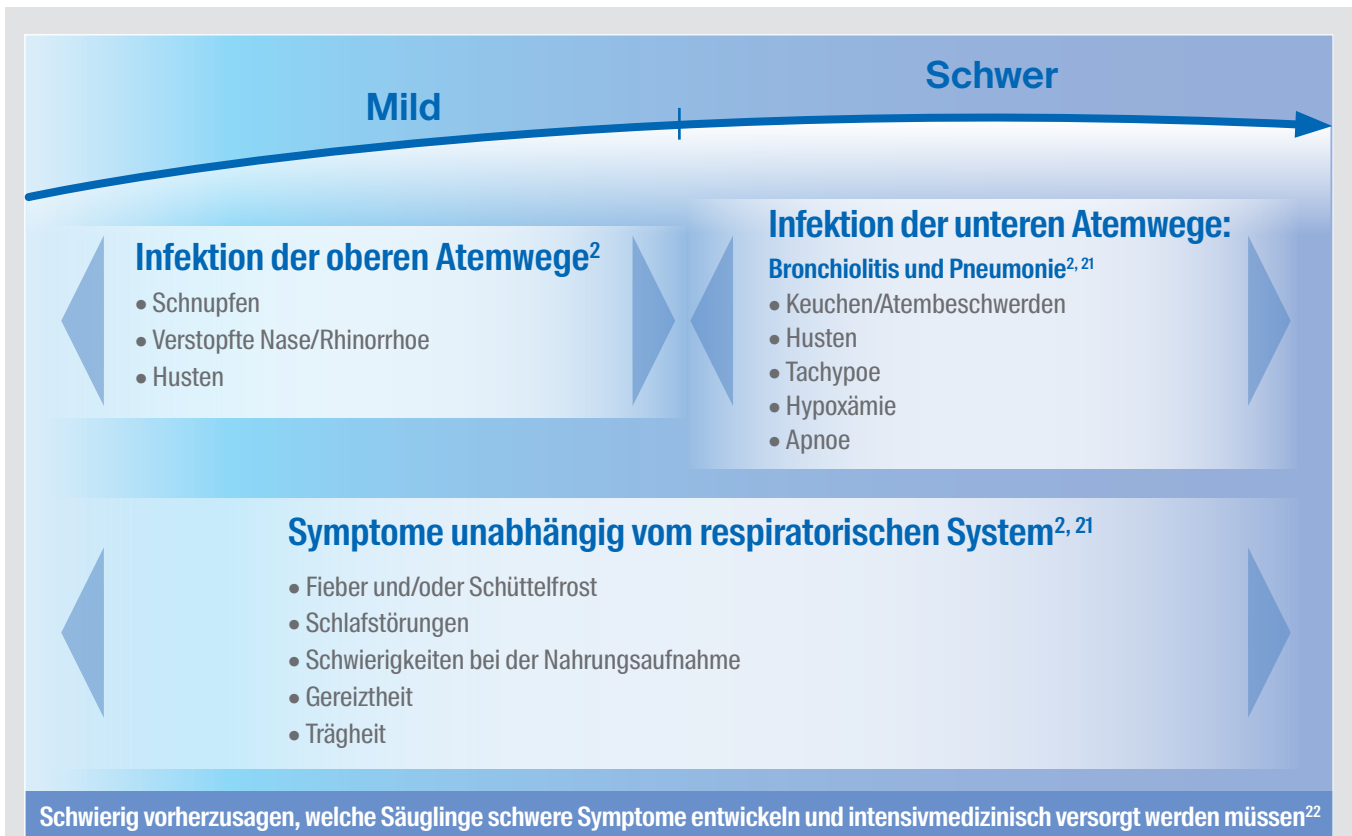 Mild
Schwer
Infektion der oberen Atemwege²
• Schnupfen
• Verstopfte Nase/Rhinorrhoe
• Husten
Infektion der unteren Atemwege:
Bronchiolitis und Pneumonie²,²¹
• Keuchen/Atembeschwerden
• Husten
• Tachypoe
• Hypoxämie
• Apnoe
Symptome unabhängig vom respiratorischen System²,²¹
• Fieber und/oder Schüttelfrost
• Schlafstörungen
• Schwierigkeiten bei der Nahrungsaufnahme
• Gereiztheit
• Trägheit
Schwierig vorherzusagen, welche Säuglinge schwere Symptome entwickeln und intensivmedizinisch versorgt werden müssen²²